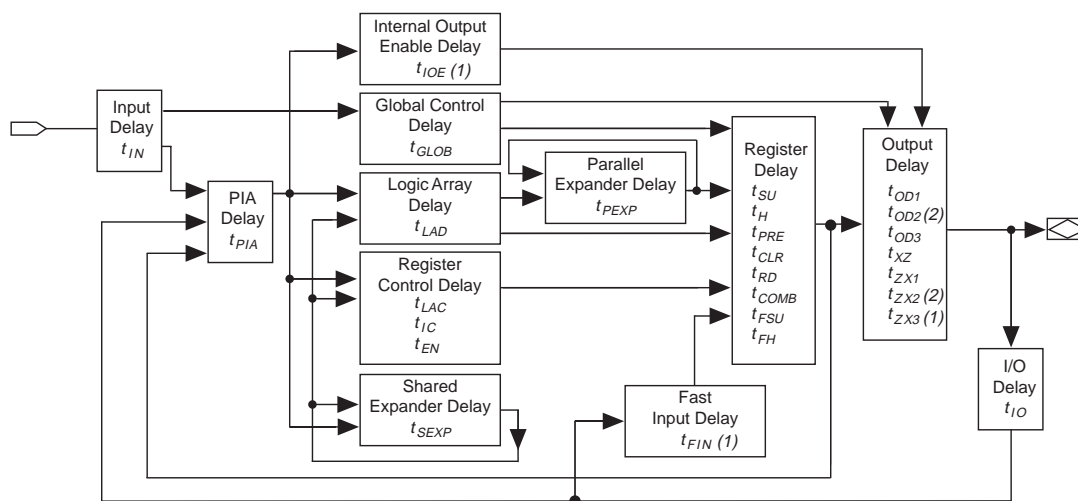 Internal Output
Enable Delay
tIOE (1)
Input
Delay
tIN
Global Control
Delay
tGLOB
PIA
Delay
tPIA
Logic Array
Delay
tLAD
Parallel
Expander Delay
tPEXP
Register
Control Delay
tLAC
tIC
tEN
Shared
Expander Delay
tSEXP
Fast
Input Delay
tFIN (1)
Register
Delay
tSU
tH
tPRE
tCLR
tRD
tCOMB
tFSU
tFH
Output
Delay
tOD1
tOD2 (2)
tOD3
tXZ
tZX1
tZX2 (2)
tZX3 (1)
I/O
Delay
tIO